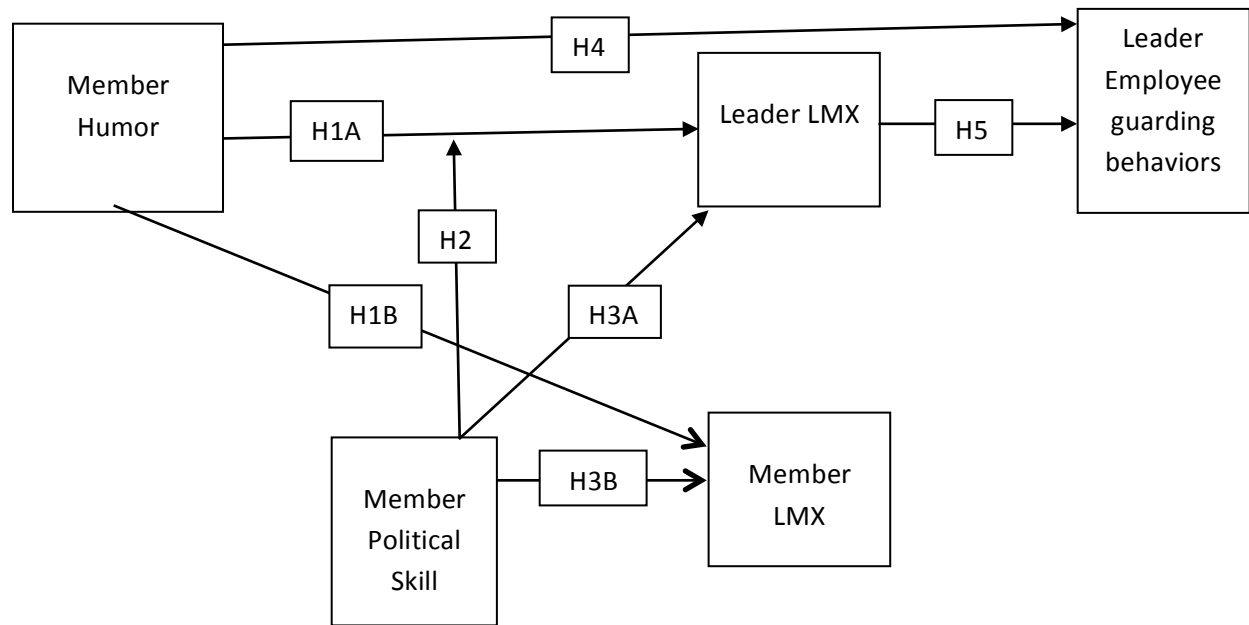 Member
Humor
H4
Leader
Employee
guarding
behaviors
H1A
Leader LMX
H5
H2
H1B
H3A
Member
Political
Skill
H3B
Member
LMX